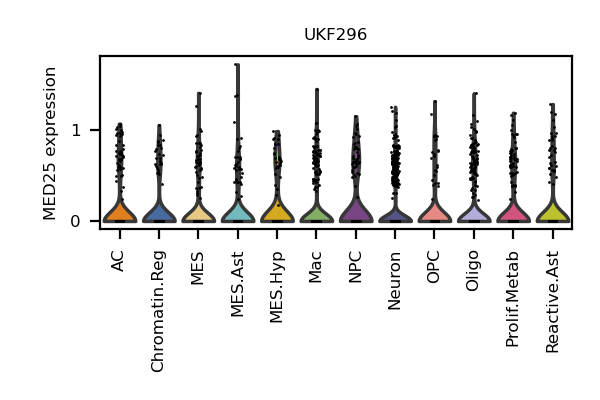 UKF296
MED25 expression
1
0
AC
Chromatin.Reg
MES
MES.Ast
MES.Hyp
Mac
NPC
Neuron
OPC
Oligo
Prolif.Metab
Reactive.Ast